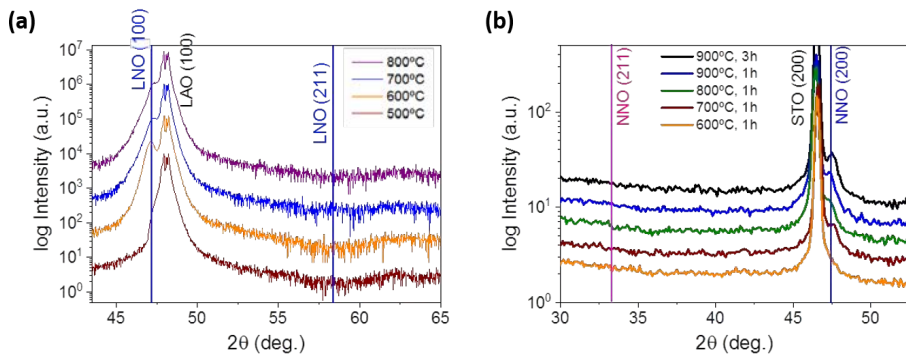 (a)
log Intensity (a.u.)
10⁷
10⁶
10⁵
10⁴
10³
10²
10¹
10⁰
LNO (100)
LAO (100)
LNO (211)
800ºC
700ºC
600ºC
500ºC
45 50 55 60 65
2θ (deg.)
(b)
log Intensity (a.u.)
10²
10¹
10⁰
NNO (211)
900ºC, 3h
900ºC, 1h
800ºC, 1h
700ºC, 1h
600ºC, 1h
STO (200)
NNO (200)
30 35 40 45 50
2θ (deg.)